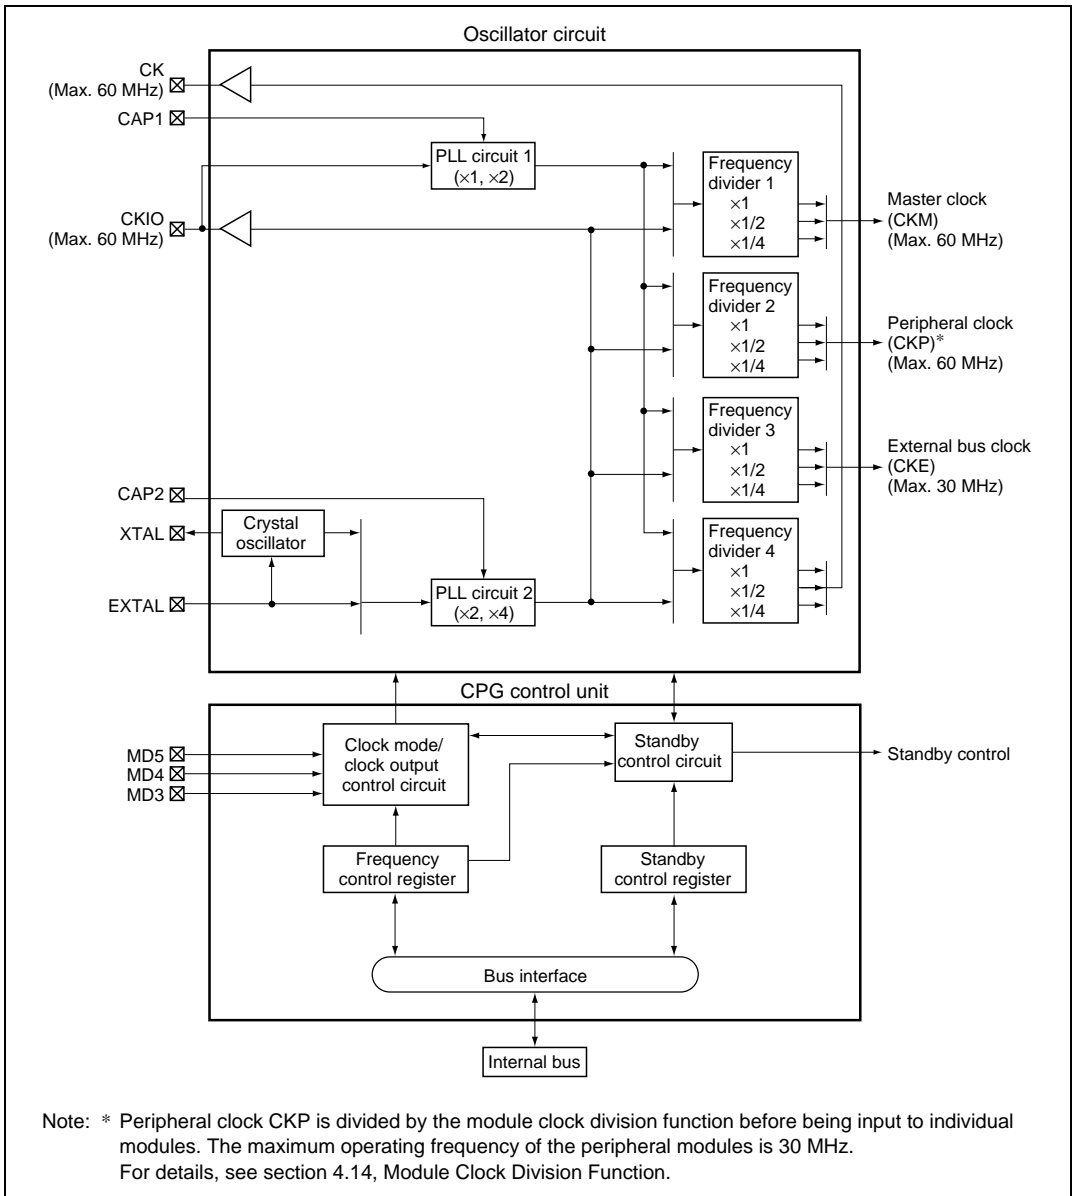 Oscillator circuit
CK
(Max. 60 MHz)
CAP1
PLL circuit 1
(×1, ×2)
CKIO
(Max. 60 MHz)
Frequency
divider 1
×1
×1/2
×1/4
Master clock
(CKM)
(Max. 60 MHz)
Frequency
divider 2
×1
×1/2
×1/4
Peripheral clock
(CKP)*
(Max. 60 MHz)
Frequency
divider 3
×1
×1/2
×1/4
External bus clock
(CKE)
(Max. 30 MHz)
CAP2
XTAL
Crystal
oscillator
EXTAL
PLL circuit 2
(×2, ×4)
Frequency
divider 4
×1
×1/2
×1/4
CPG control unit
MD5
MD4
MD3
Clock mode/
clock output
control circuit
Standby
control circuit
Standby control
Frequency
control register
Standby
control register
Bus interface
Internal bus
Note: * Peripheral clock CKP is divided by the module clock division function before being input to individual
modules. The maximum operating frequency of the peripheral modules is 30 MHz.
For details, see section 4.14, Module Clock Division Function.